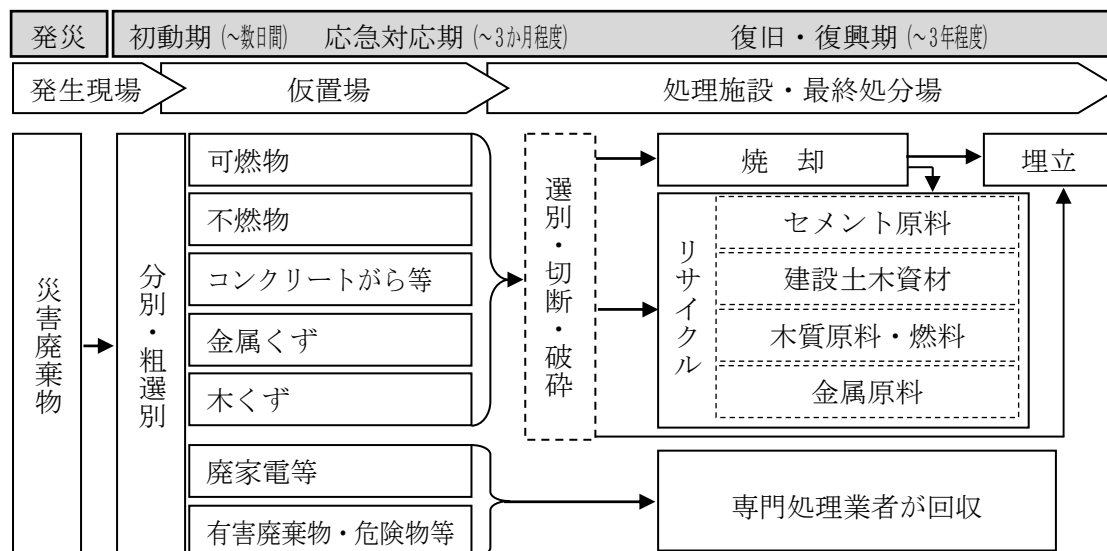 発災
初動期(~数日間) 応急対応期(~3か月程度) 復旧・復興期(~3年程度)
発生現場
仮置場
処理施設・最終処分場
災害廃棄物
分別・粗選別
可燃物
不燃物
コンクリートがら等
金属くず
木くず
廃家電等
有害廃棄物・危険物等
選別・切断・破砕
焼 却
埋立
リサイクル
セメント原料
建設土木資材
木質原料・燃料
金属原料
専門処理業者が回収